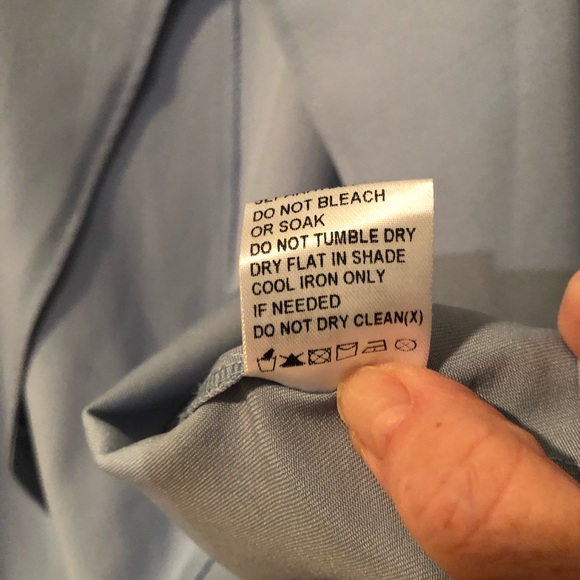 DO NOT BLEACH
OR SOAK
DO NOT TUMBLE DRY
DRY FLAT IN SHADE
COOL IRON ONLY
IF NEEDED
DO NOT DRY CLEAN(X)